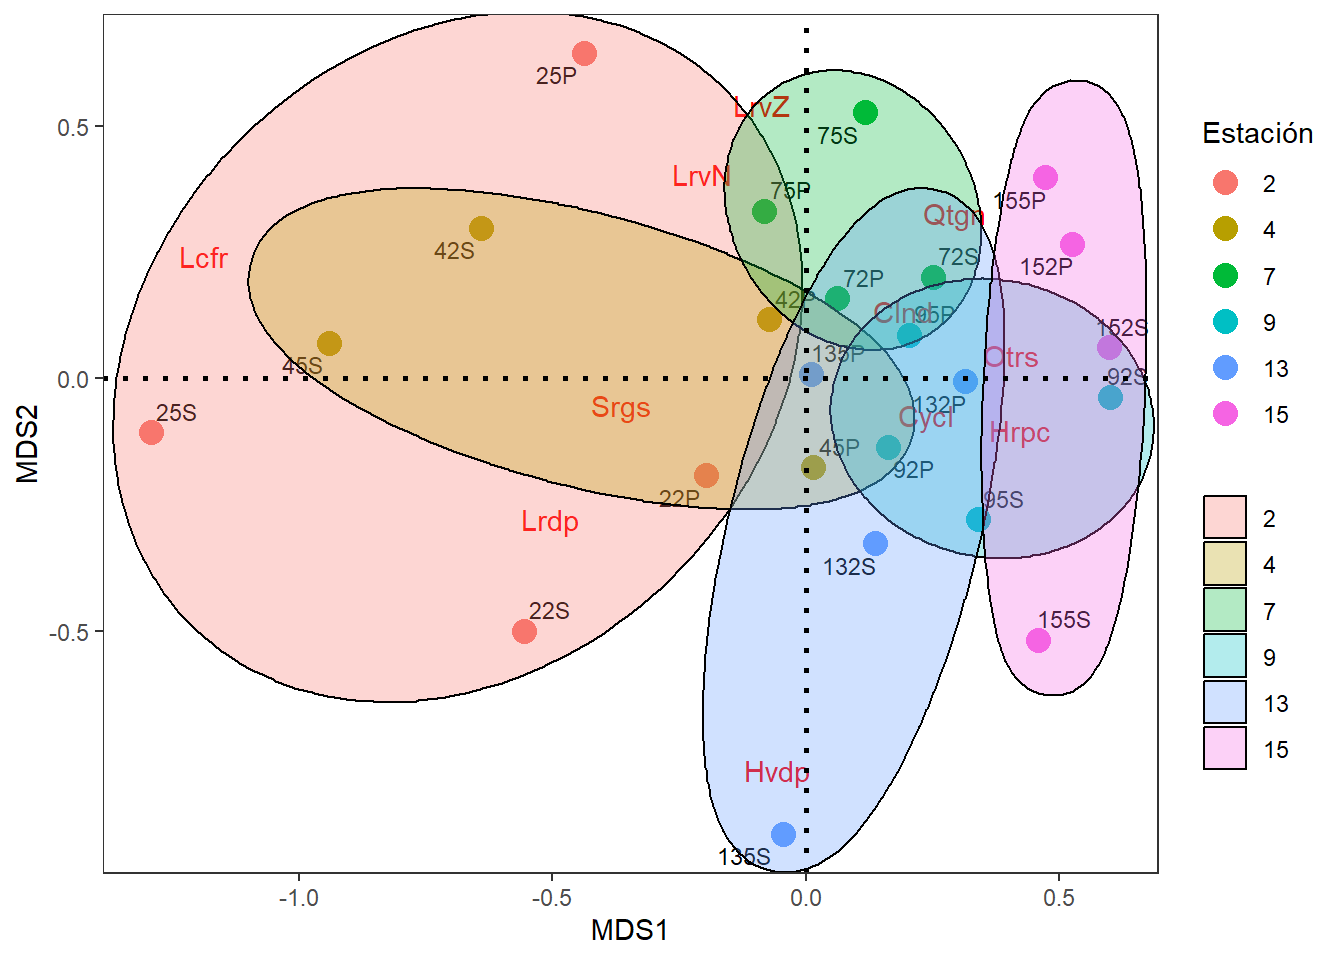 25P
LrvZ
75S
LrvN
75P
155P
Qtgn
42S
Lcfr
72S
152P
72P
42P
Clnd
95P
152S
45S
135P
Otrs
92S
25S
Srgs
132P
Cycl
Hrpc
45P
92P
22P
95S
Lrdp
132S
22S
155S
Hvdp
135S
0.5
0.0
-0.5
-1.0
-0.5
0.0
0.5
MDS1
MDS2
Estación
2
4
7
9
13
15
2
4
7
9
13
15